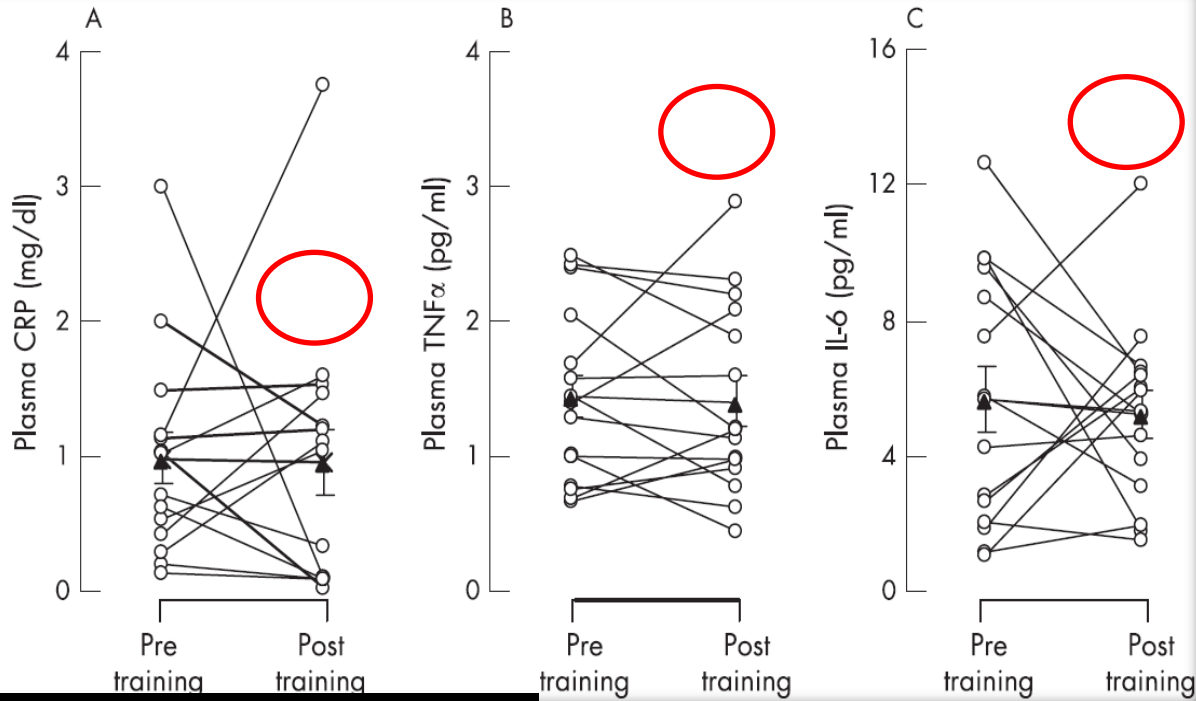 A
4
3
2
1
0
Plasma CRP (mg/dl)
Pre
training
Post
training
B
4
3
2
1
0
Plasma TNFα (pg/ml)
Pre
training
Post
training
C
16
12
8
4
0
Plasma IL-6 (pg/ml)
Pre
training
Post
training